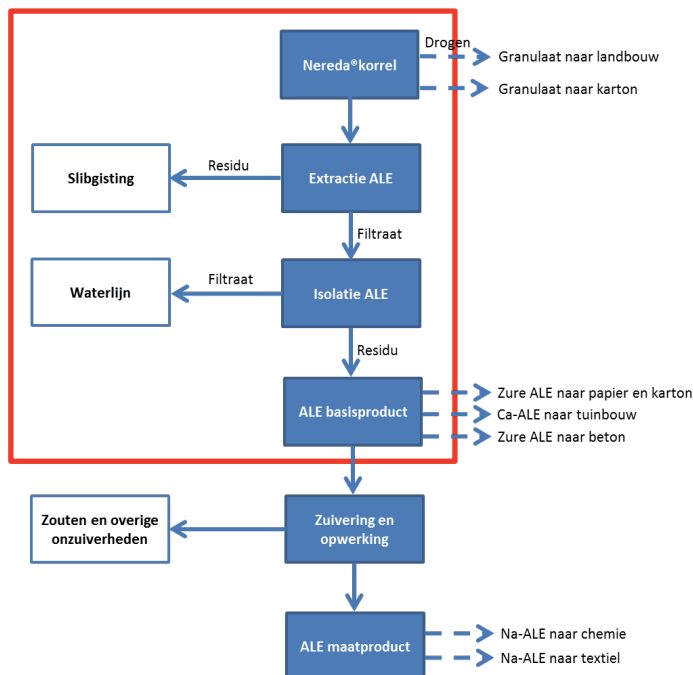 Drogen
Nereda®korrel
Granulaat naar landbouw
Granulaat naar karton
Residu
Slibgisting
Extractie ALE
Filtraat
Filtraat
Waterlijn
Isolatie ALE
Residu
ALE basisproduct
Zure ALE naar papier en karton
Ca-ALE naar tuinbouw
Zure ALE naar beton
Zouten en overige
onzuiverheden
Zuivering en
opwerking
ALE maatproduct
Na-ALE naar chemie
Na-ALE naar textiel